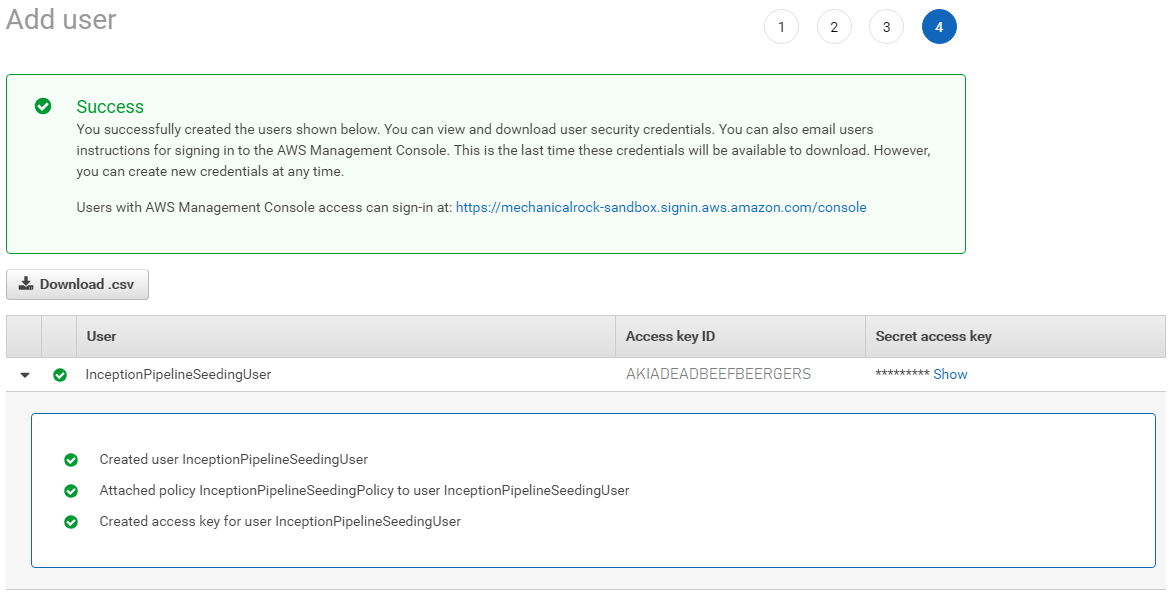 Add user
1 2 3 4
Success
You successfully created the users shown below. You can view and download user security credentials. You can also email users
instructions for signing in to the AWS Management Console. This is the last time these credentials will be available to download. However,
you can create new credentials at any time.
Users with AWS Management Console access can sign-in at: https://mechanicalrock-sandbox.signin.aws.amazon.com/console
Download .csv
User Access key ID Secret access key
InceptionPipelineSeedingUser AKIADEADBEEFBEERGERS ********* Show
Created user InceptionPipelineSeedingUser
Attached policy InceptionPipelineSeedingPolicy to user InceptionPipelineSeedingUser
Created access key for user InceptionPipelineSeedingUser